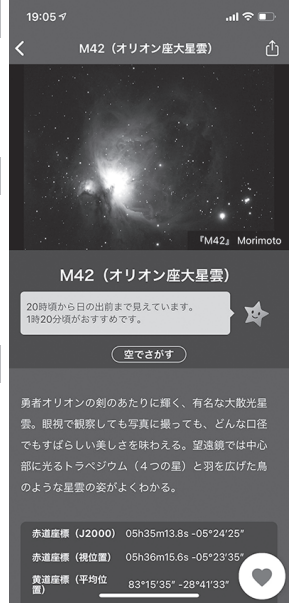 19:05
M42（オリオン座大星雲）
『M42』 Morimoto
M42（オリオン座大星雲）
20時頃から日の出前まで見えています。
1時20分頃がおすすめです。
空でさがす
勇者オリオンの剣のあたりに輝く、有名な大散光星
雲。眼視で観察しても写真に撮っても、どんな口径
でもすばらしい美しさを味わえる。望遠鏡では中心
部に光るトラペジウム（４つの星）と羽を広げた鳥
のような星雲の姿がよくわかる。
赤道座標（J2000） 05h35m13.8s -05°24′25″
赤道座標（視位置） 05h36m15.6s -05°23′35″
黄道座標（平均位 83°15′35″ -28°41′33″
置）